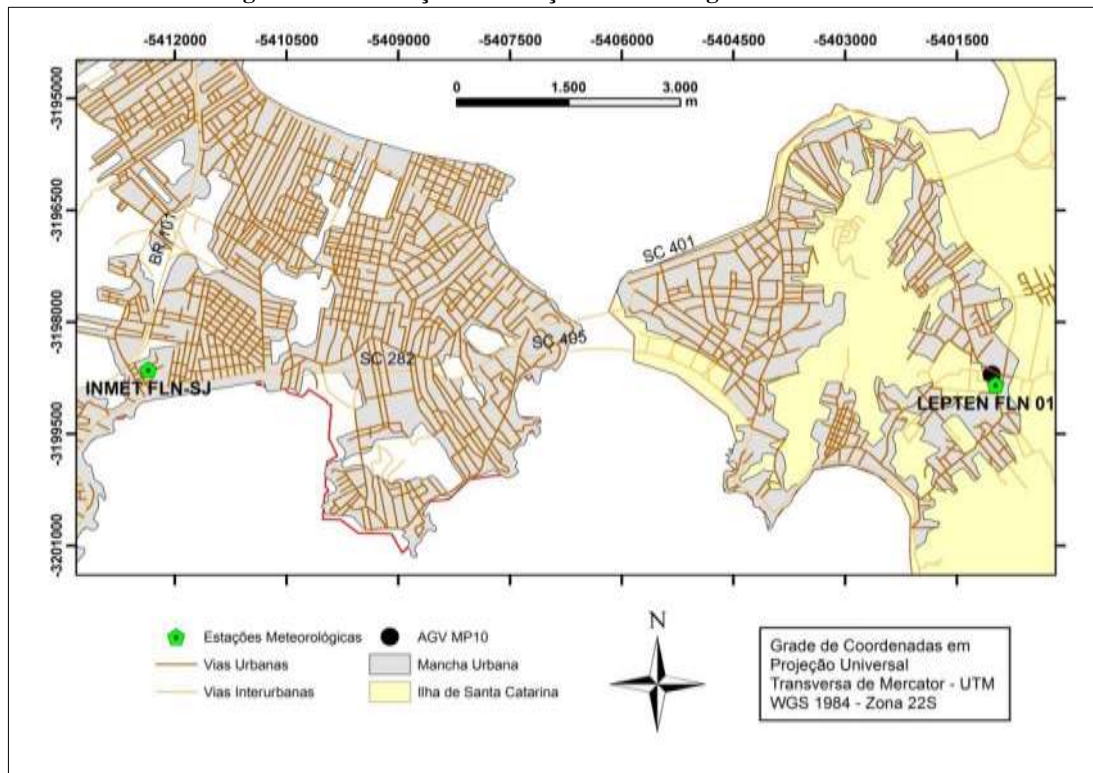 -5412000 -5410500 -5409000 -5407500 -5406000 -5404500 -5403000 -5401500
0 1.500 3.000
m
-3195000
-3196500
-3198000
-3199500
-3201000
BR 101
SC 401
SC 405
SC 282
INMET FLN-SJ
LEPTEN FLN 01
Estações Meteorológicas
Vias Urbanas
Vias Interurbanas
AGV MP10
Mancha Urbana
Ilha de Santa Catarina
N
Grade de Coordenadas em
Projeção Universal
Transversa de Mercator - UTM
WGS 1984 - Zona 22S